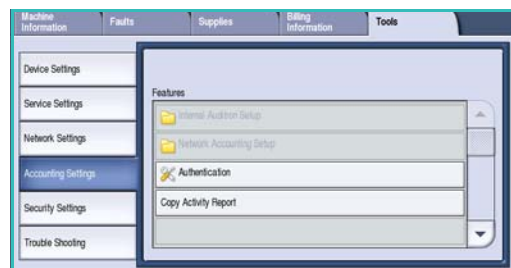 Machine Information
Faults
Supplies
Billing Information
Tools
Device Settings
Service Settings
Network Settings
Accounting Settings
Security Settings
Trouble Shooting
Features
Internal Auditron Setup
Network Accounting Setup
Authentication
Copy Activity Report